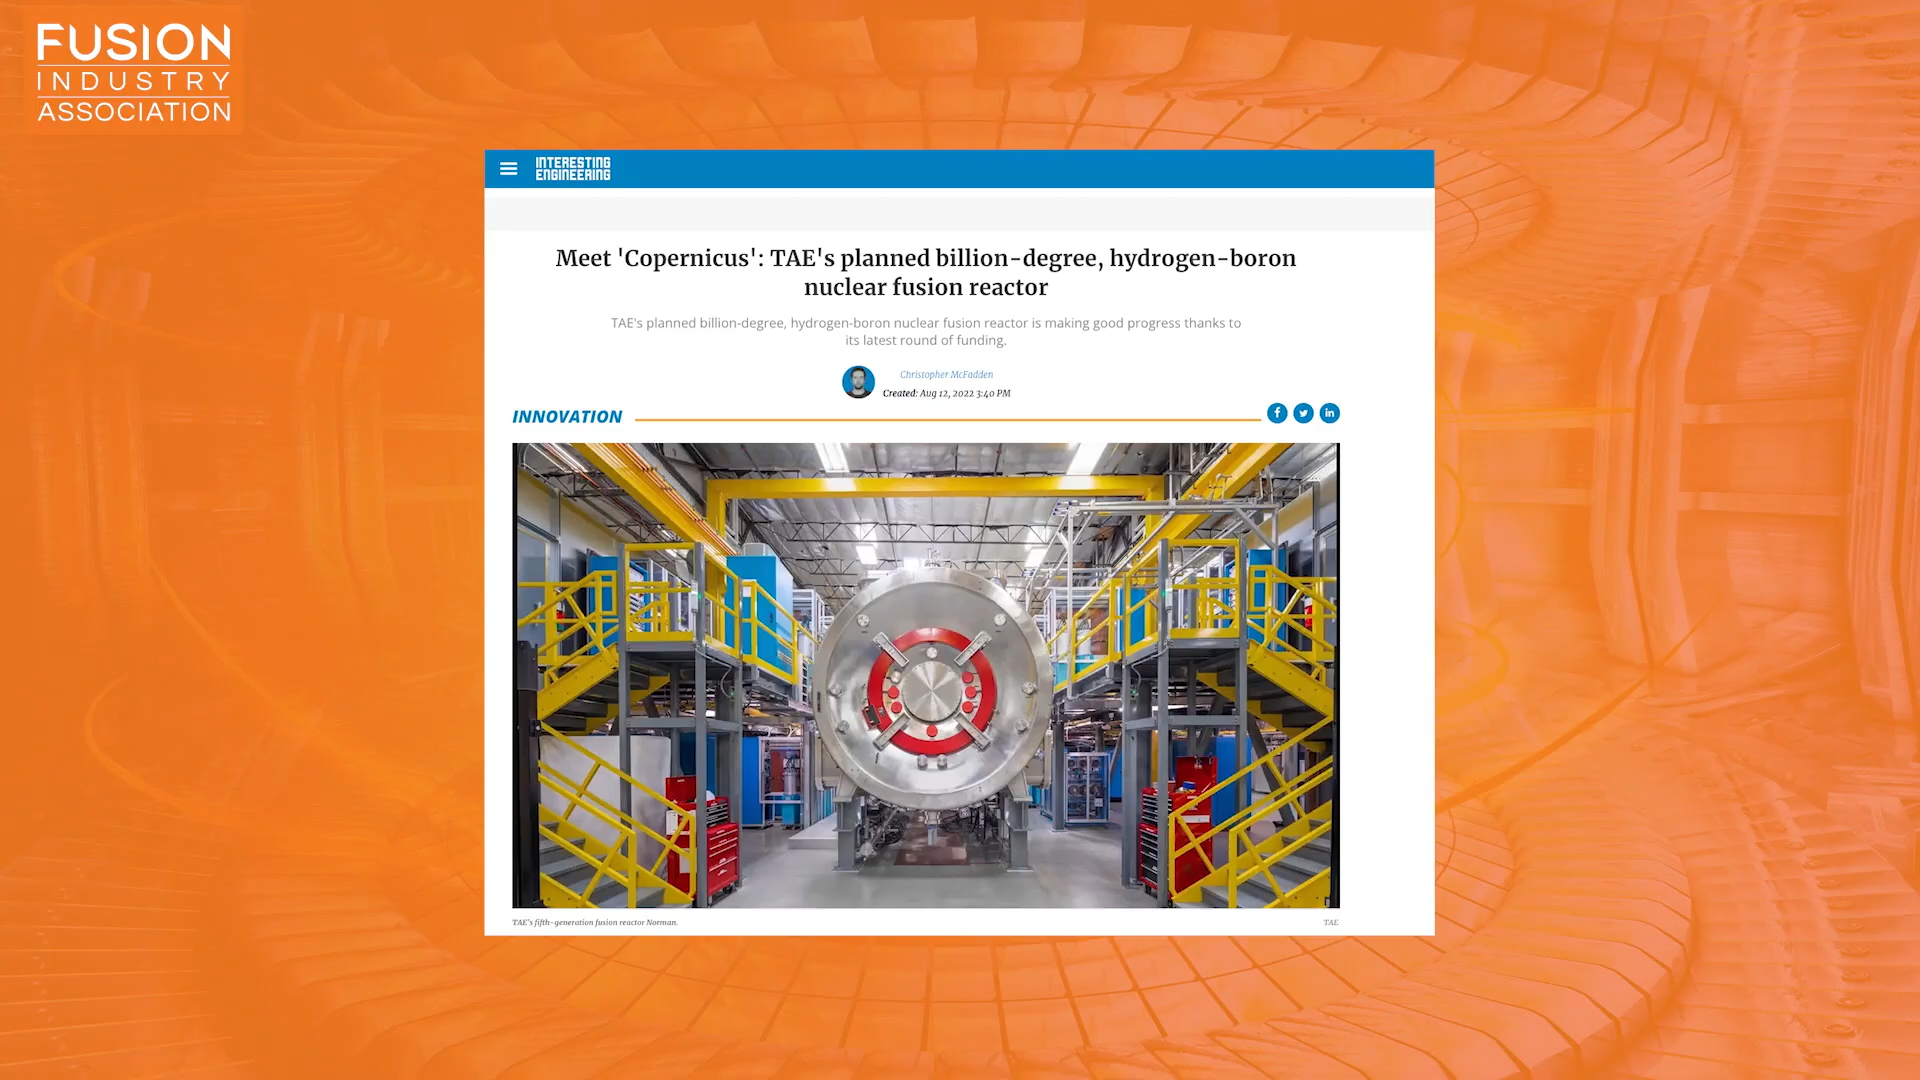 FUSION
INDUSTRY
ASSOCIATION
INTERESTING
ENGINEERING
Meet 'Copernicus': TAE's planned billion-degree, hydrogen-boron
nuclear fusion reactor
TAE's planned billion-degree, hydrogen-boron nuclear fusion reactor is making good progress thanks to
its latest round of funding.
Christopher McFadden
Created: Aug 12, 2022 3:40 PM
INNOVATION
TAE's fifth-generation fusion reactor Norman.
TAE